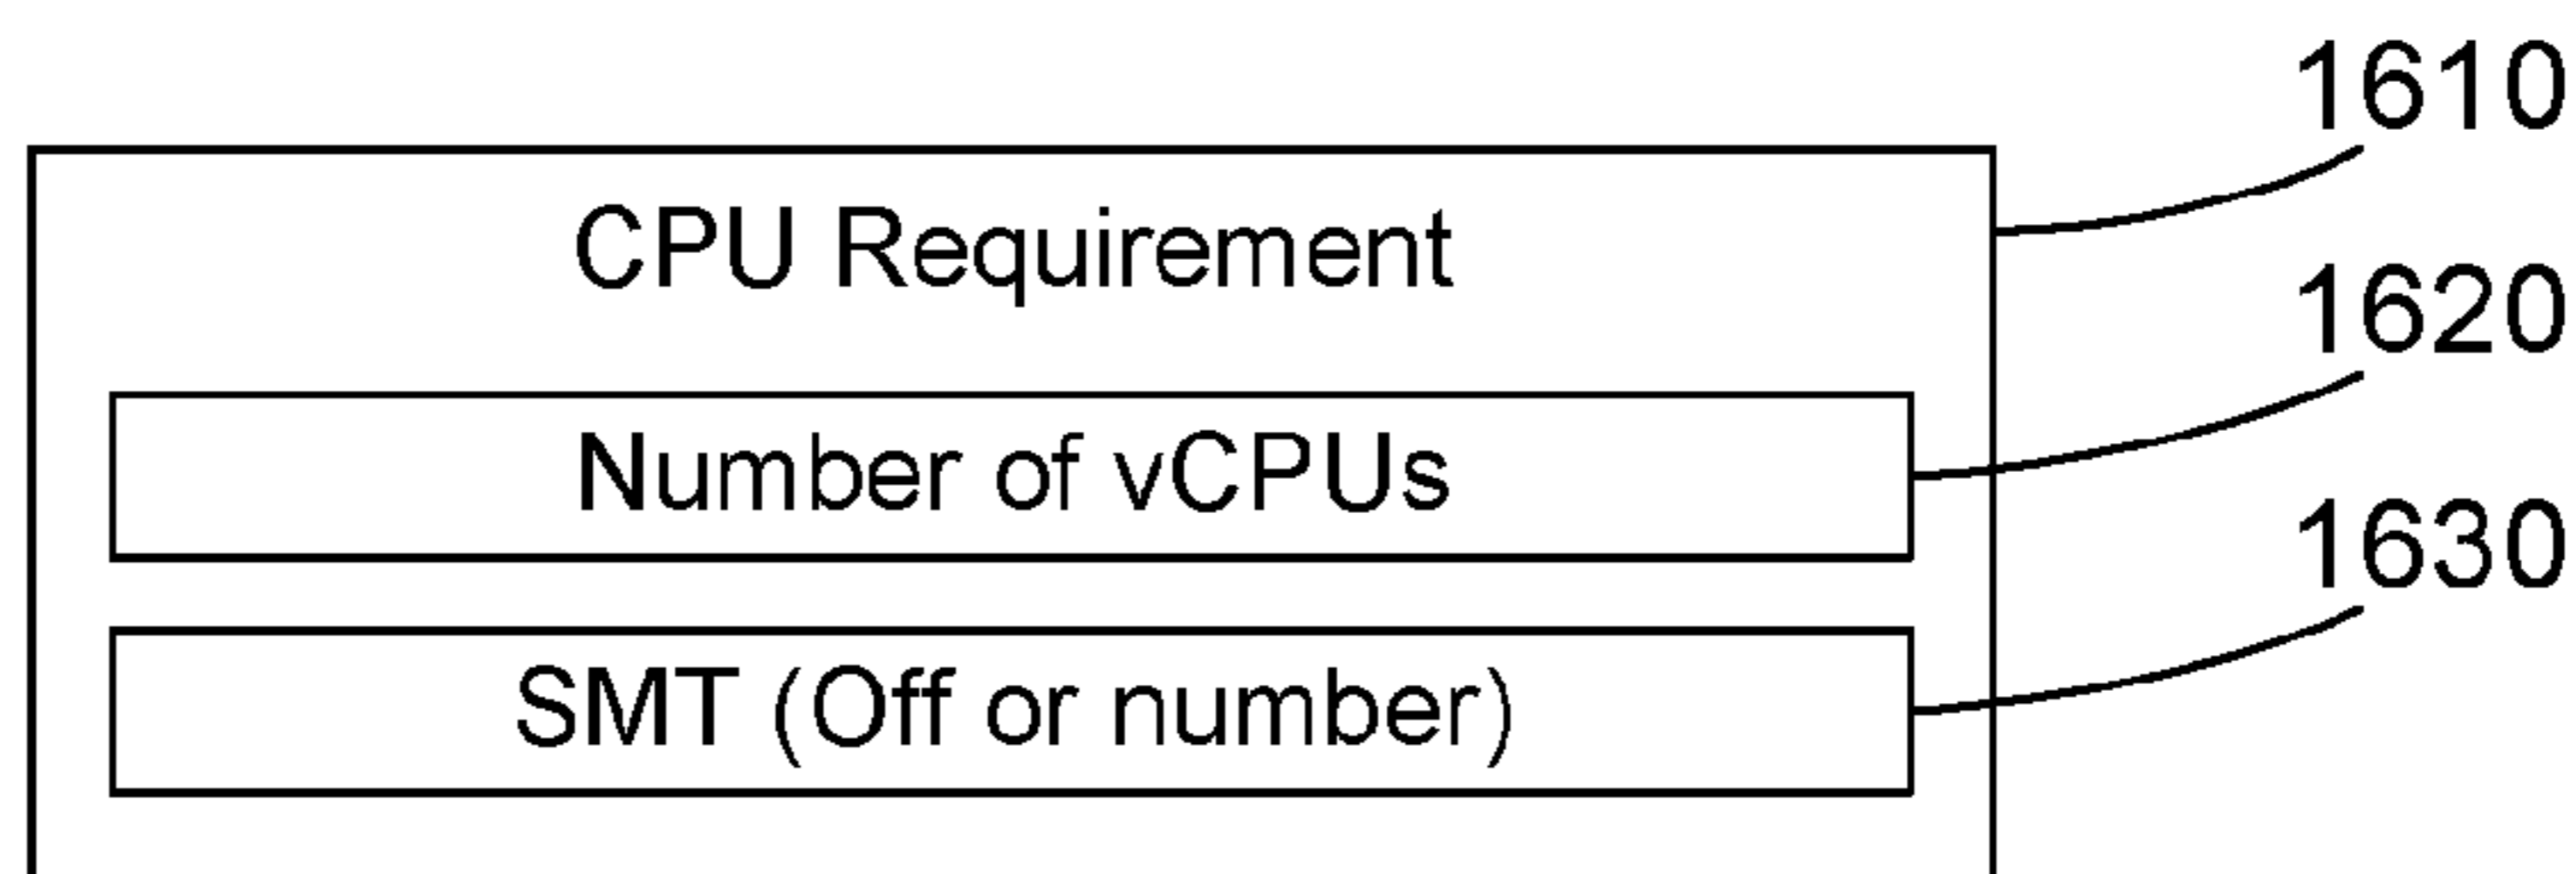 1610
CPU Requirement
1620
Number of vCPUs
1630
SMT (Off or number)